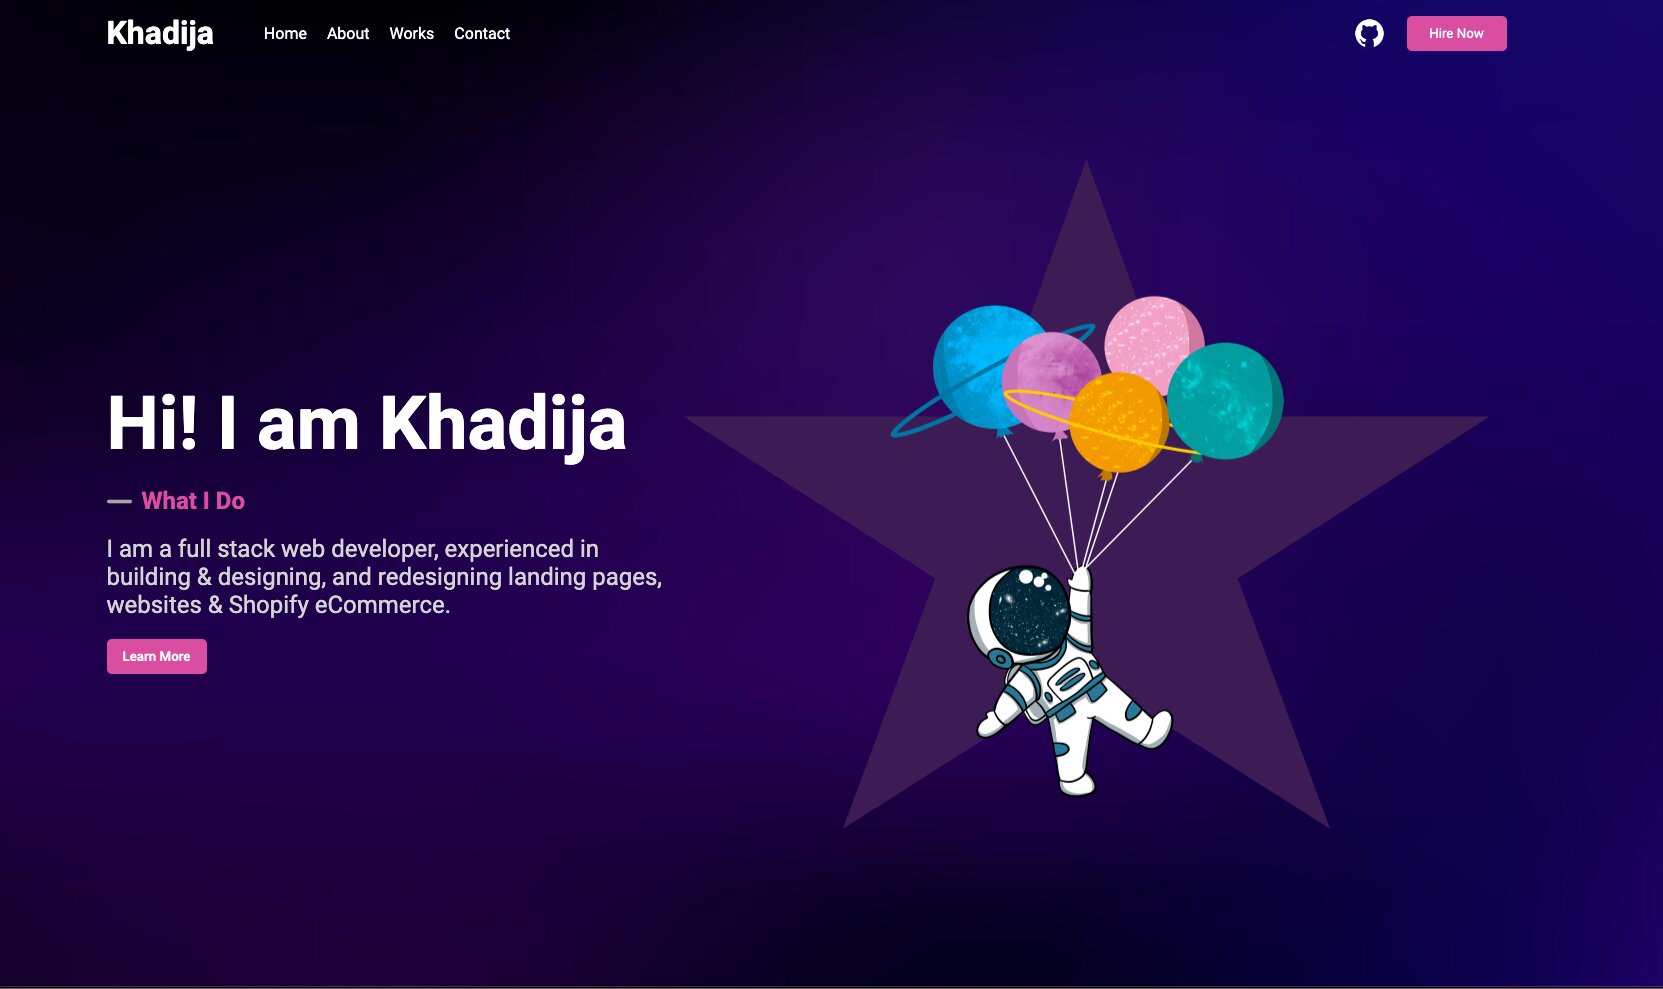 Khadija
Home About Works Contact
Hire Now
Hi! I am Khadija
What I Do
I am a full stack web developer, experienced in
building & designing, and redesigning landing pages,
websites & Shopify eCommerce.
Learn More